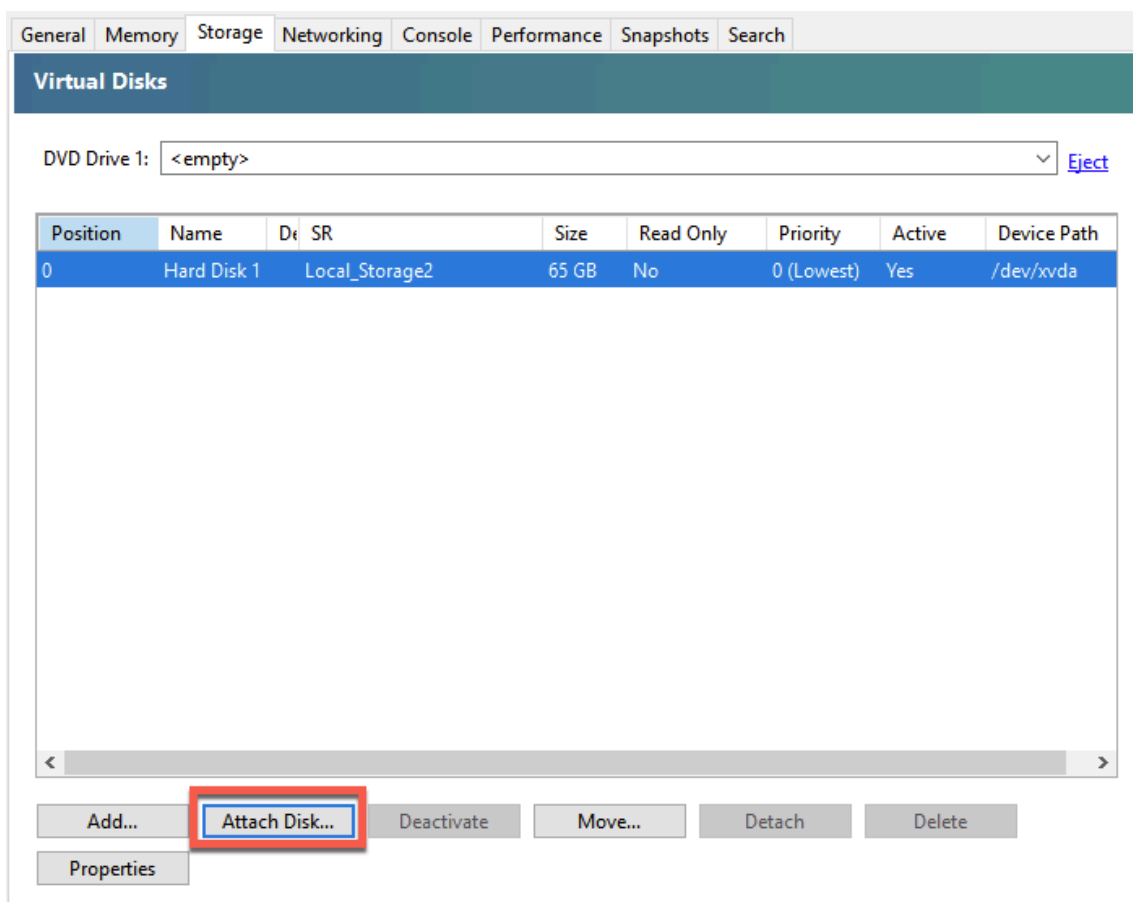 General Memory Storage Networking Console Performance Snapshots Search
Virtual Disks
DVD Drive 1: <empty> Eject
Position Name De SR Size Read Only Priority Active Device Path
0 Hard Disk 1 Local_Storage2 65 GB No 0 (Lowest) Yes /dev/xvda
Add... Attach Disk... Deactivate Move... Detach Delete
Properties